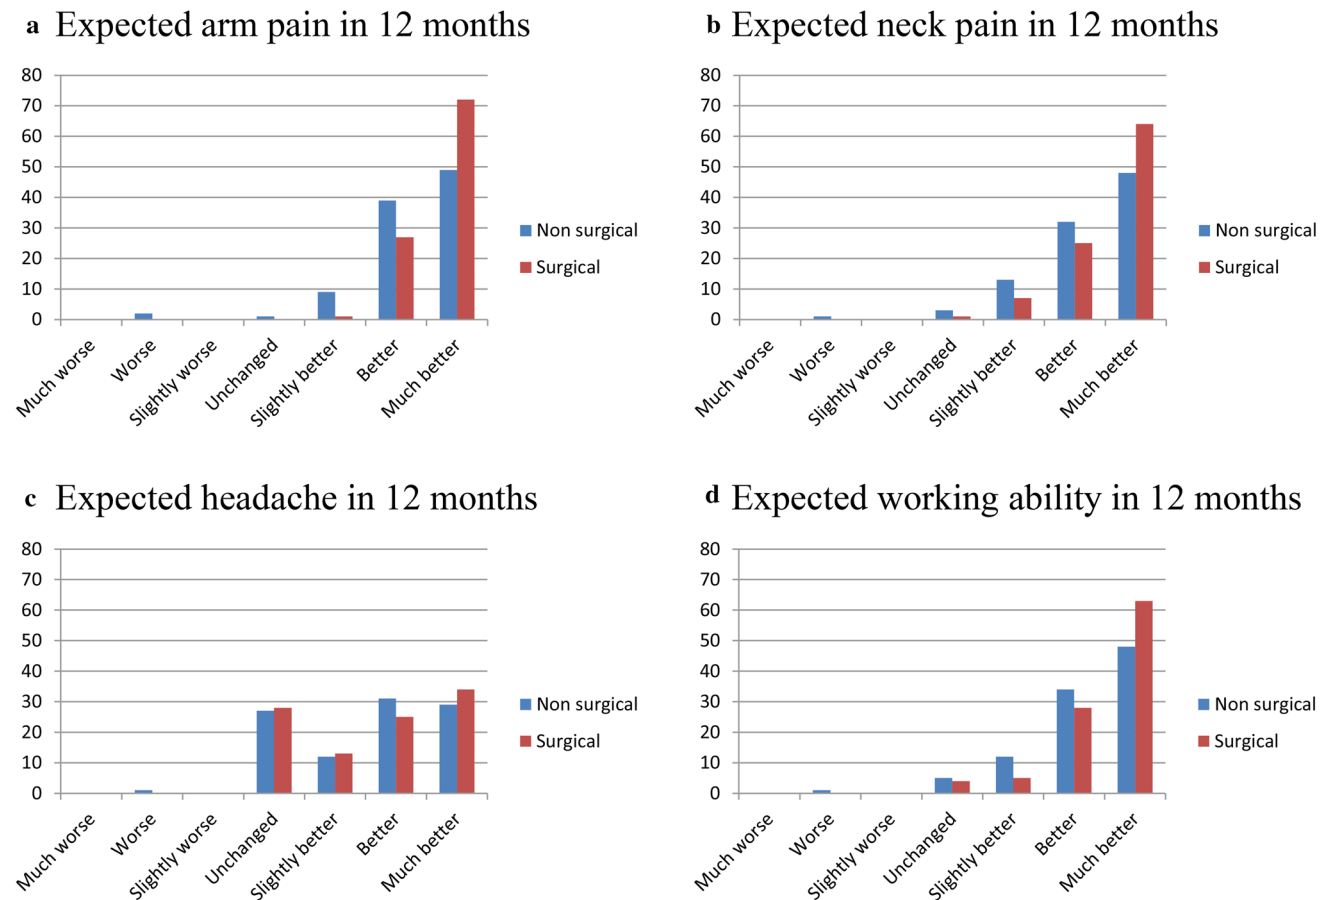 a Expected arm pain in 12 months
80
70
60
50
40
30
20
10
0
Much worse
Worse
Slightly worse
Unchanged
Slightly better
Better
Much better
Non surgical
Surgical
b Expected neck pain in 12 months
80
70
60
50
40
30
20
10
0
Much worse
Worse
Slightly worse
Unchanged
Slightly better
Better
Much better
Non surgical
Surgical
c Expected headache in 12 months
80
70
60
50
40
30
20
10
0
Much worse
Worse
Slightly worse
Unchanged
Slightly better
Better
Much better
Non surgical
Surgical
d Expected working ability in 12 months
80
70
60
50
40
30
20
10
0
Much worse
Worse
Slightly worse
Unchanged
Slightly better
Better
Much better
Non surgical
Surgical